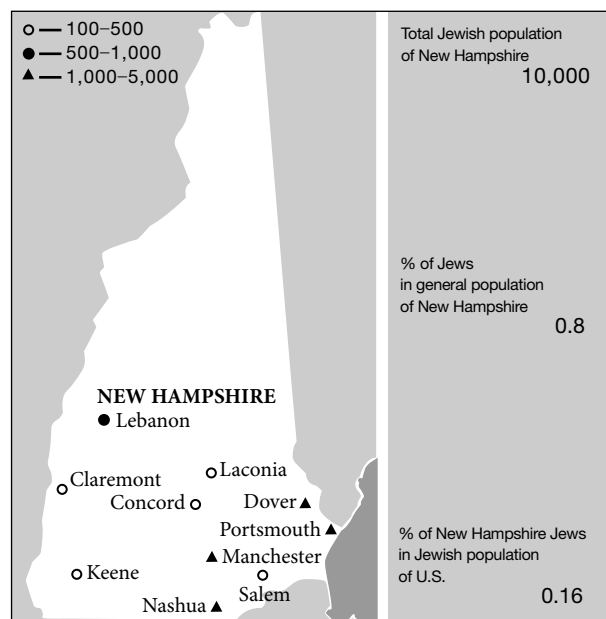 100–500
500–1,000
1,000–5,000
Total Jewish population
of New Hampshire
10,000
% of Jews
in general population
of New Hampshire
0.8
NEW HAMPSHIRE
Lebanon
Laconia
Claremont
Concord
Dover
Portsmouth
Manchester
Keene
Salem
Nashua
% of New Hampshire Jews
in Jewish population
of U.S.
0.16